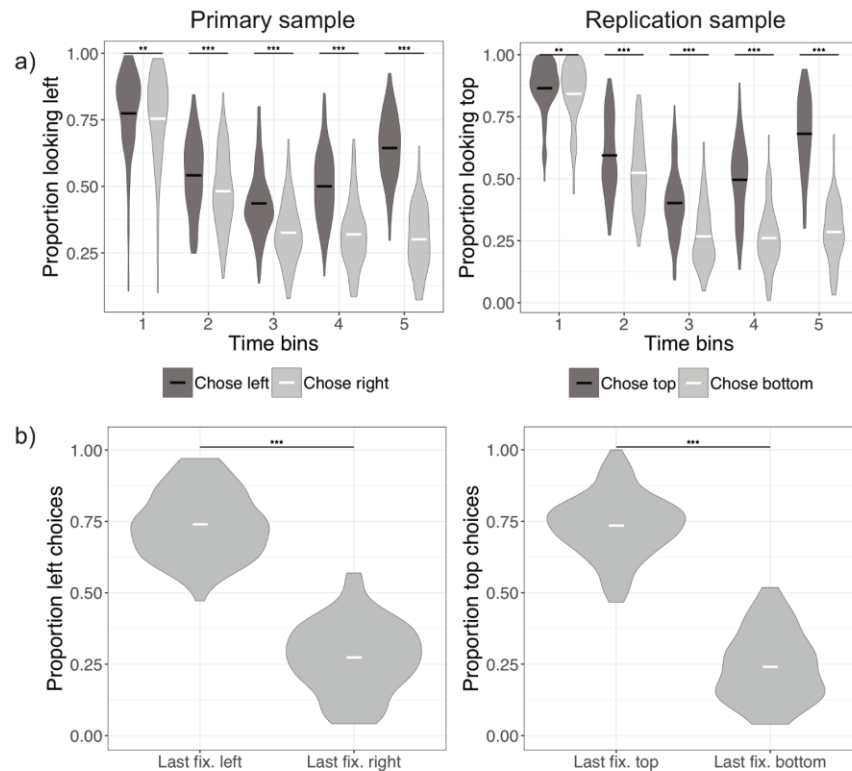 Primary sample
Replication sample
a)
Proportion looking left
1.00
0.75
0.50
0.25
** *** *** *** ***
1 2 3 4 5
Time bins
Chose left Chose right
Proportion looking top
1.00
0.75
0.50
0.25
0.00
** *** *** *** ***
1 2 3 4 5
Time bins
Chose top Chose bottom
b)
Proportion left choices
1.00
0.75
0.50
0.25
0.00
***
Last fix. left Last fix. right
Proportion top choices
1.00
0.75
0.50
0.25
0.00
***
Last fix. top Last fix. bottom